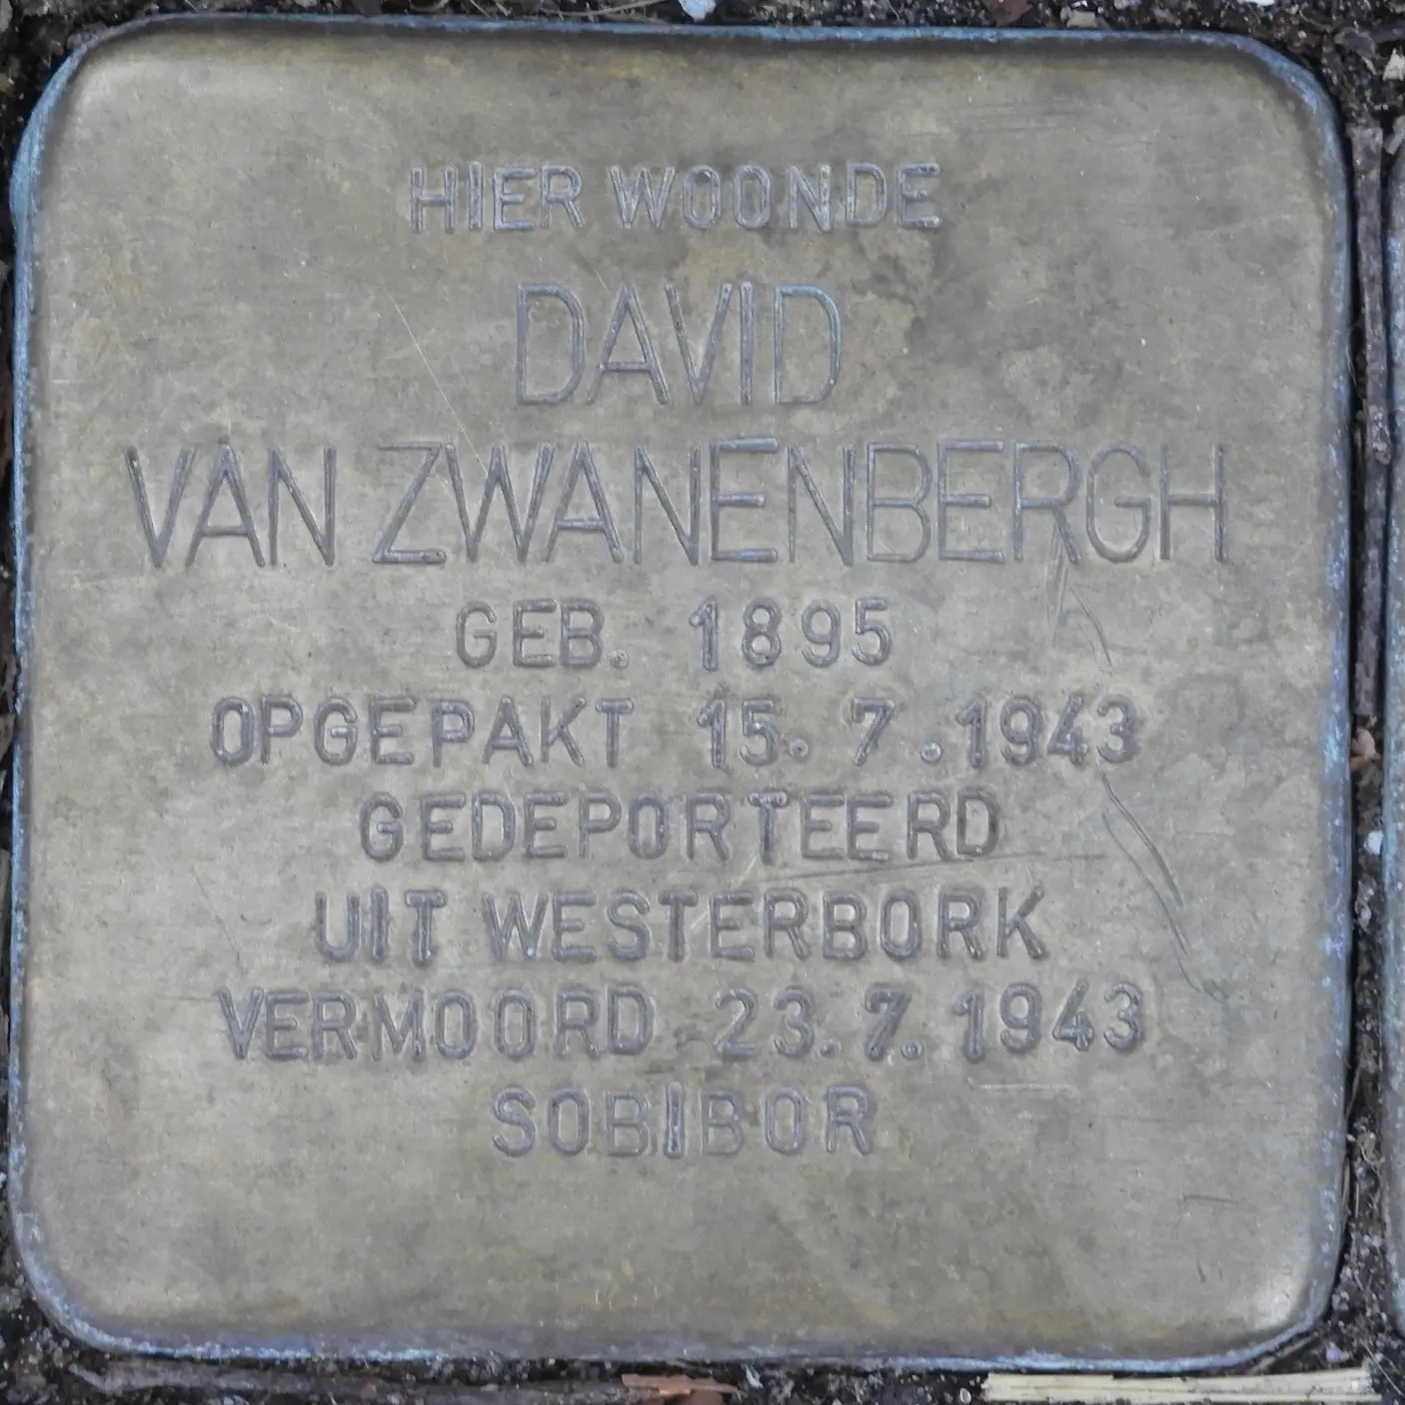 HIER WOONDE
DAVID
VAN ZWANENBERGH
GEB. 1895
OPGEPAKT 15.7.1943
GEDEPORTEERD
UIT WESTERBORK
VERMOORD 23.7.1943
SOBIBOR